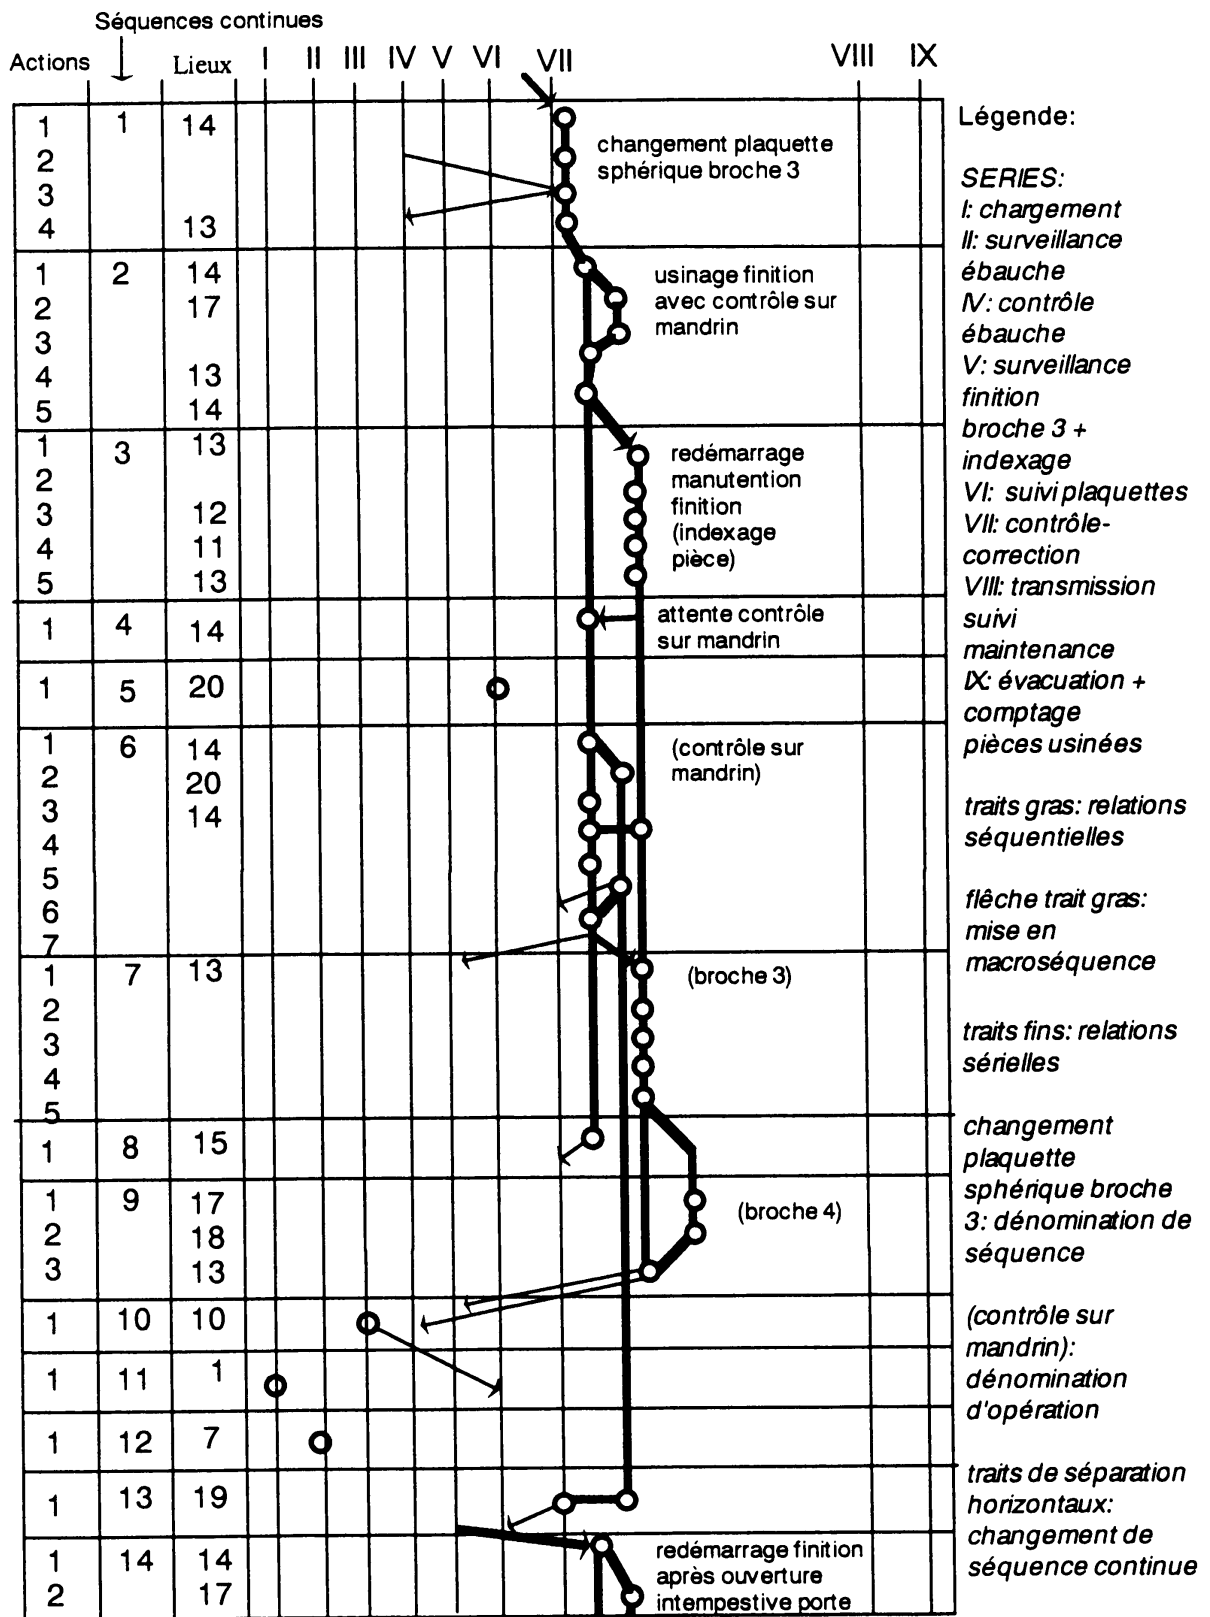 Séquences continues
Actions Lieux I II III IV V VI VII VIII IX
1 1 14
2
3
4 13
changement plaquette
sphérique broche 3
1 2 14
2 17
3
4 13
5 14
usinage finition
avec contrôle sur
mandrin
1 3 13
2
3 12
4 11
5 13
redémarrage
manutention
finition
(indexage
pièce)
1 4 14
attente contrôle
sur mandrin
1 5 20
1 6 14
2 20
3 14
4
5
6
7
(contrôle sur
mandrin)
1 7 13
2
3
4
5
(broche 3)
1 8 15
1 9 17
2 18
3 13
(broche 4)
1 10 10
1 11 1
1 12 7
1 13 19
1 14 14
2 17
redémarrage finition
après ouverture
intempestive porte
Légende:
SERIES:
I: chargement
II: surveillance
ébauche
IV: contrôle
ébauche
V: surveillance
finition
broche 3 +
indexage
VI: suivi plaquettes
VII: contrôle-
correction
VIII: transmission
suivi
maintenance
IX: évacuation +
comptage
pièces usinées
traits gras: relations
séquentielles
flêche trait gras:
mise en
macroséquence
traits fins: relations
sérielles
changement
plaquette
sphérique broche
3: dénomination de
séquence
(contrôle sur
mandrin):
dénomination
d'opération
traits de séparation
horizontaux:
changement de
séquence continue